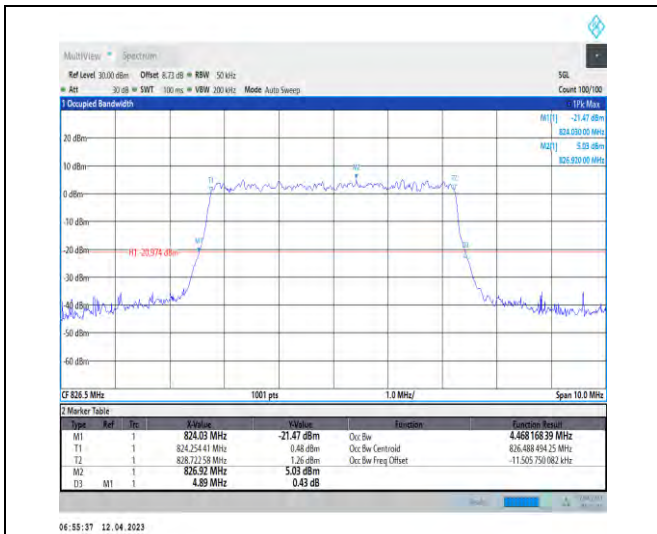 MultiView Spectrum
Ref Level 30.00 dBm Offset 8.73 dB RBW 50 kHz SGL
Att 30 dB SWT 100 ms VBW 200 kHz Mode Auto Sweep Count 100/100
1 Occupied Bandwidth 1Pk Max
M1[1] -21.47 dBm
824.030 00 MHz
M2[1] 5.03 dBm
826.920 00 MHz
20 dBm
10 dBm
M2
T1
T2
0 dBm
-10 dBm
M1
-20 dBm
H1 -20.974 dBm
-30 dBm
-40 dBm
-50 dBm
-60 dBm
CF 826.5 MHz 1001 pts 1.0 MHz/ Span 10.0 MHz
2 Marker Table
Type Ref Trc X-Value Y-Value Function Function Result
M1 1 824.03 MHz -21.47 dBm Occ Bw 4.468 168 39 MHz
T1 1 824.254 41 MHz 0.48 dBm Occ Bw Centroid 826.488 494 25 MHz
T2 1 828.722 58 MHz 1.26 dBm Occ Bw Freq Offset -11.505 750 082 kHz
M2 1 826.92 MHz 5.03 dBm
D3 M1 1 4.89 MHz 0.43 dB
06:55:37 12.04.2023